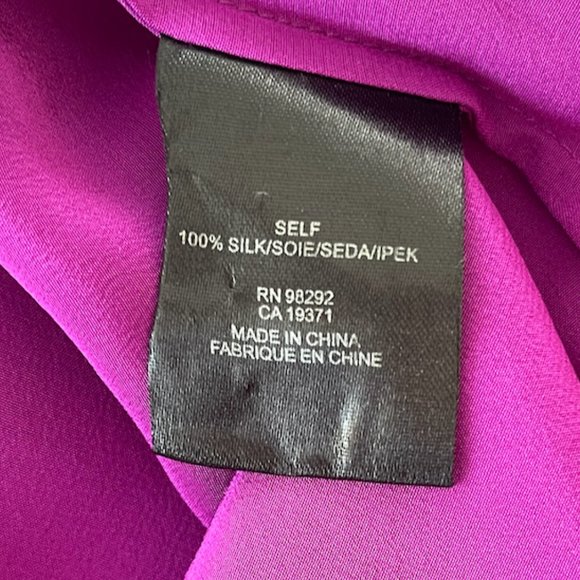 SELF
100% SILK/SOIE/SEDA/IPEK
RN 98292
CA 19371
MADE IN CHINA
FABRIQUE EN CHINE